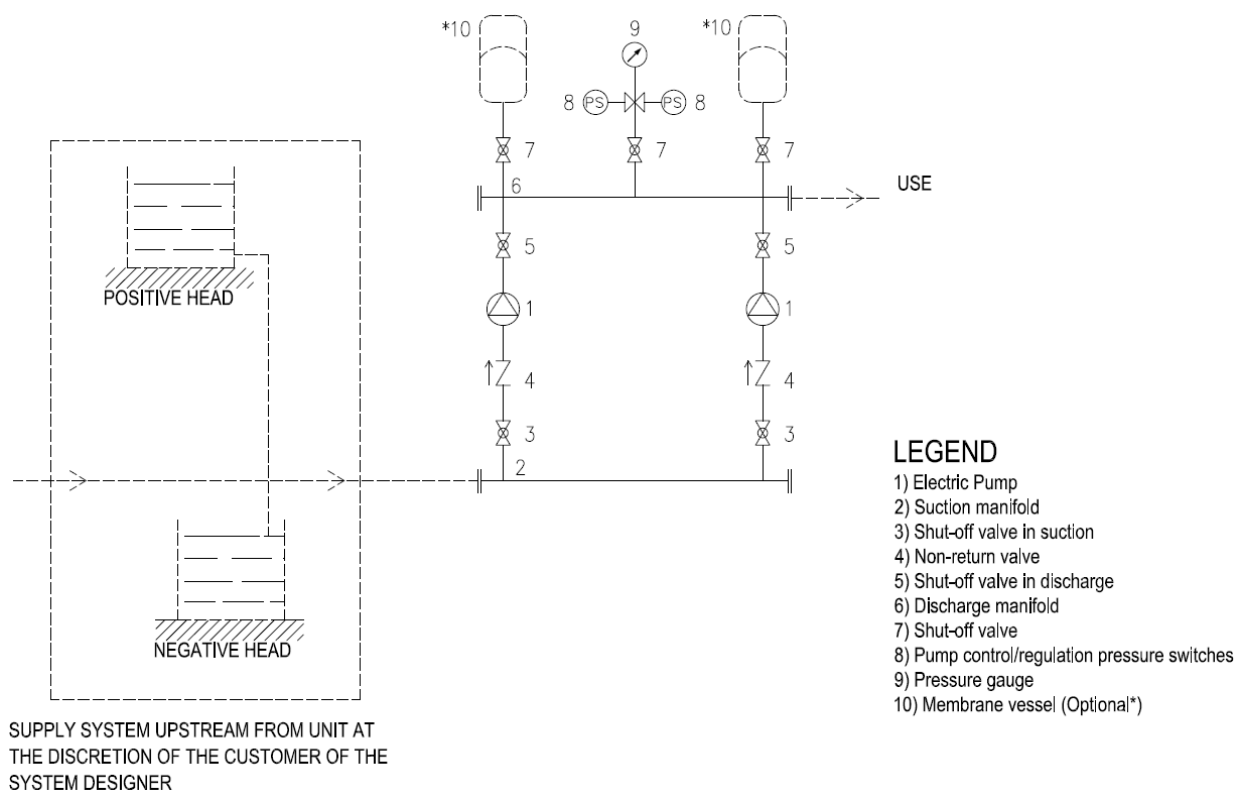 *10
9
*10
8 PS PS 8
7 7 7
6
USE
5 5
POSITIVE HEAD
1 1
4 4
3 3
2
LEGEND
1) Electric Pump
2) Suction manifold
3) Shut-off valve in suction
4) Non-return valve
5) Shut-off valve in discharge
6) Discharge manifold
7) Shut-off valve
8) Pump control/regulation pressure switches
9) Pressure gauge
10) Membrane vessel (Optional*)
NEGATIVE HEAD
SUPPLY SYSTEM UPSTREAM FROM UNIT AT
THE DISCRETION OF THE CUSTOMER OF THE
SYSTEM DESIGNER